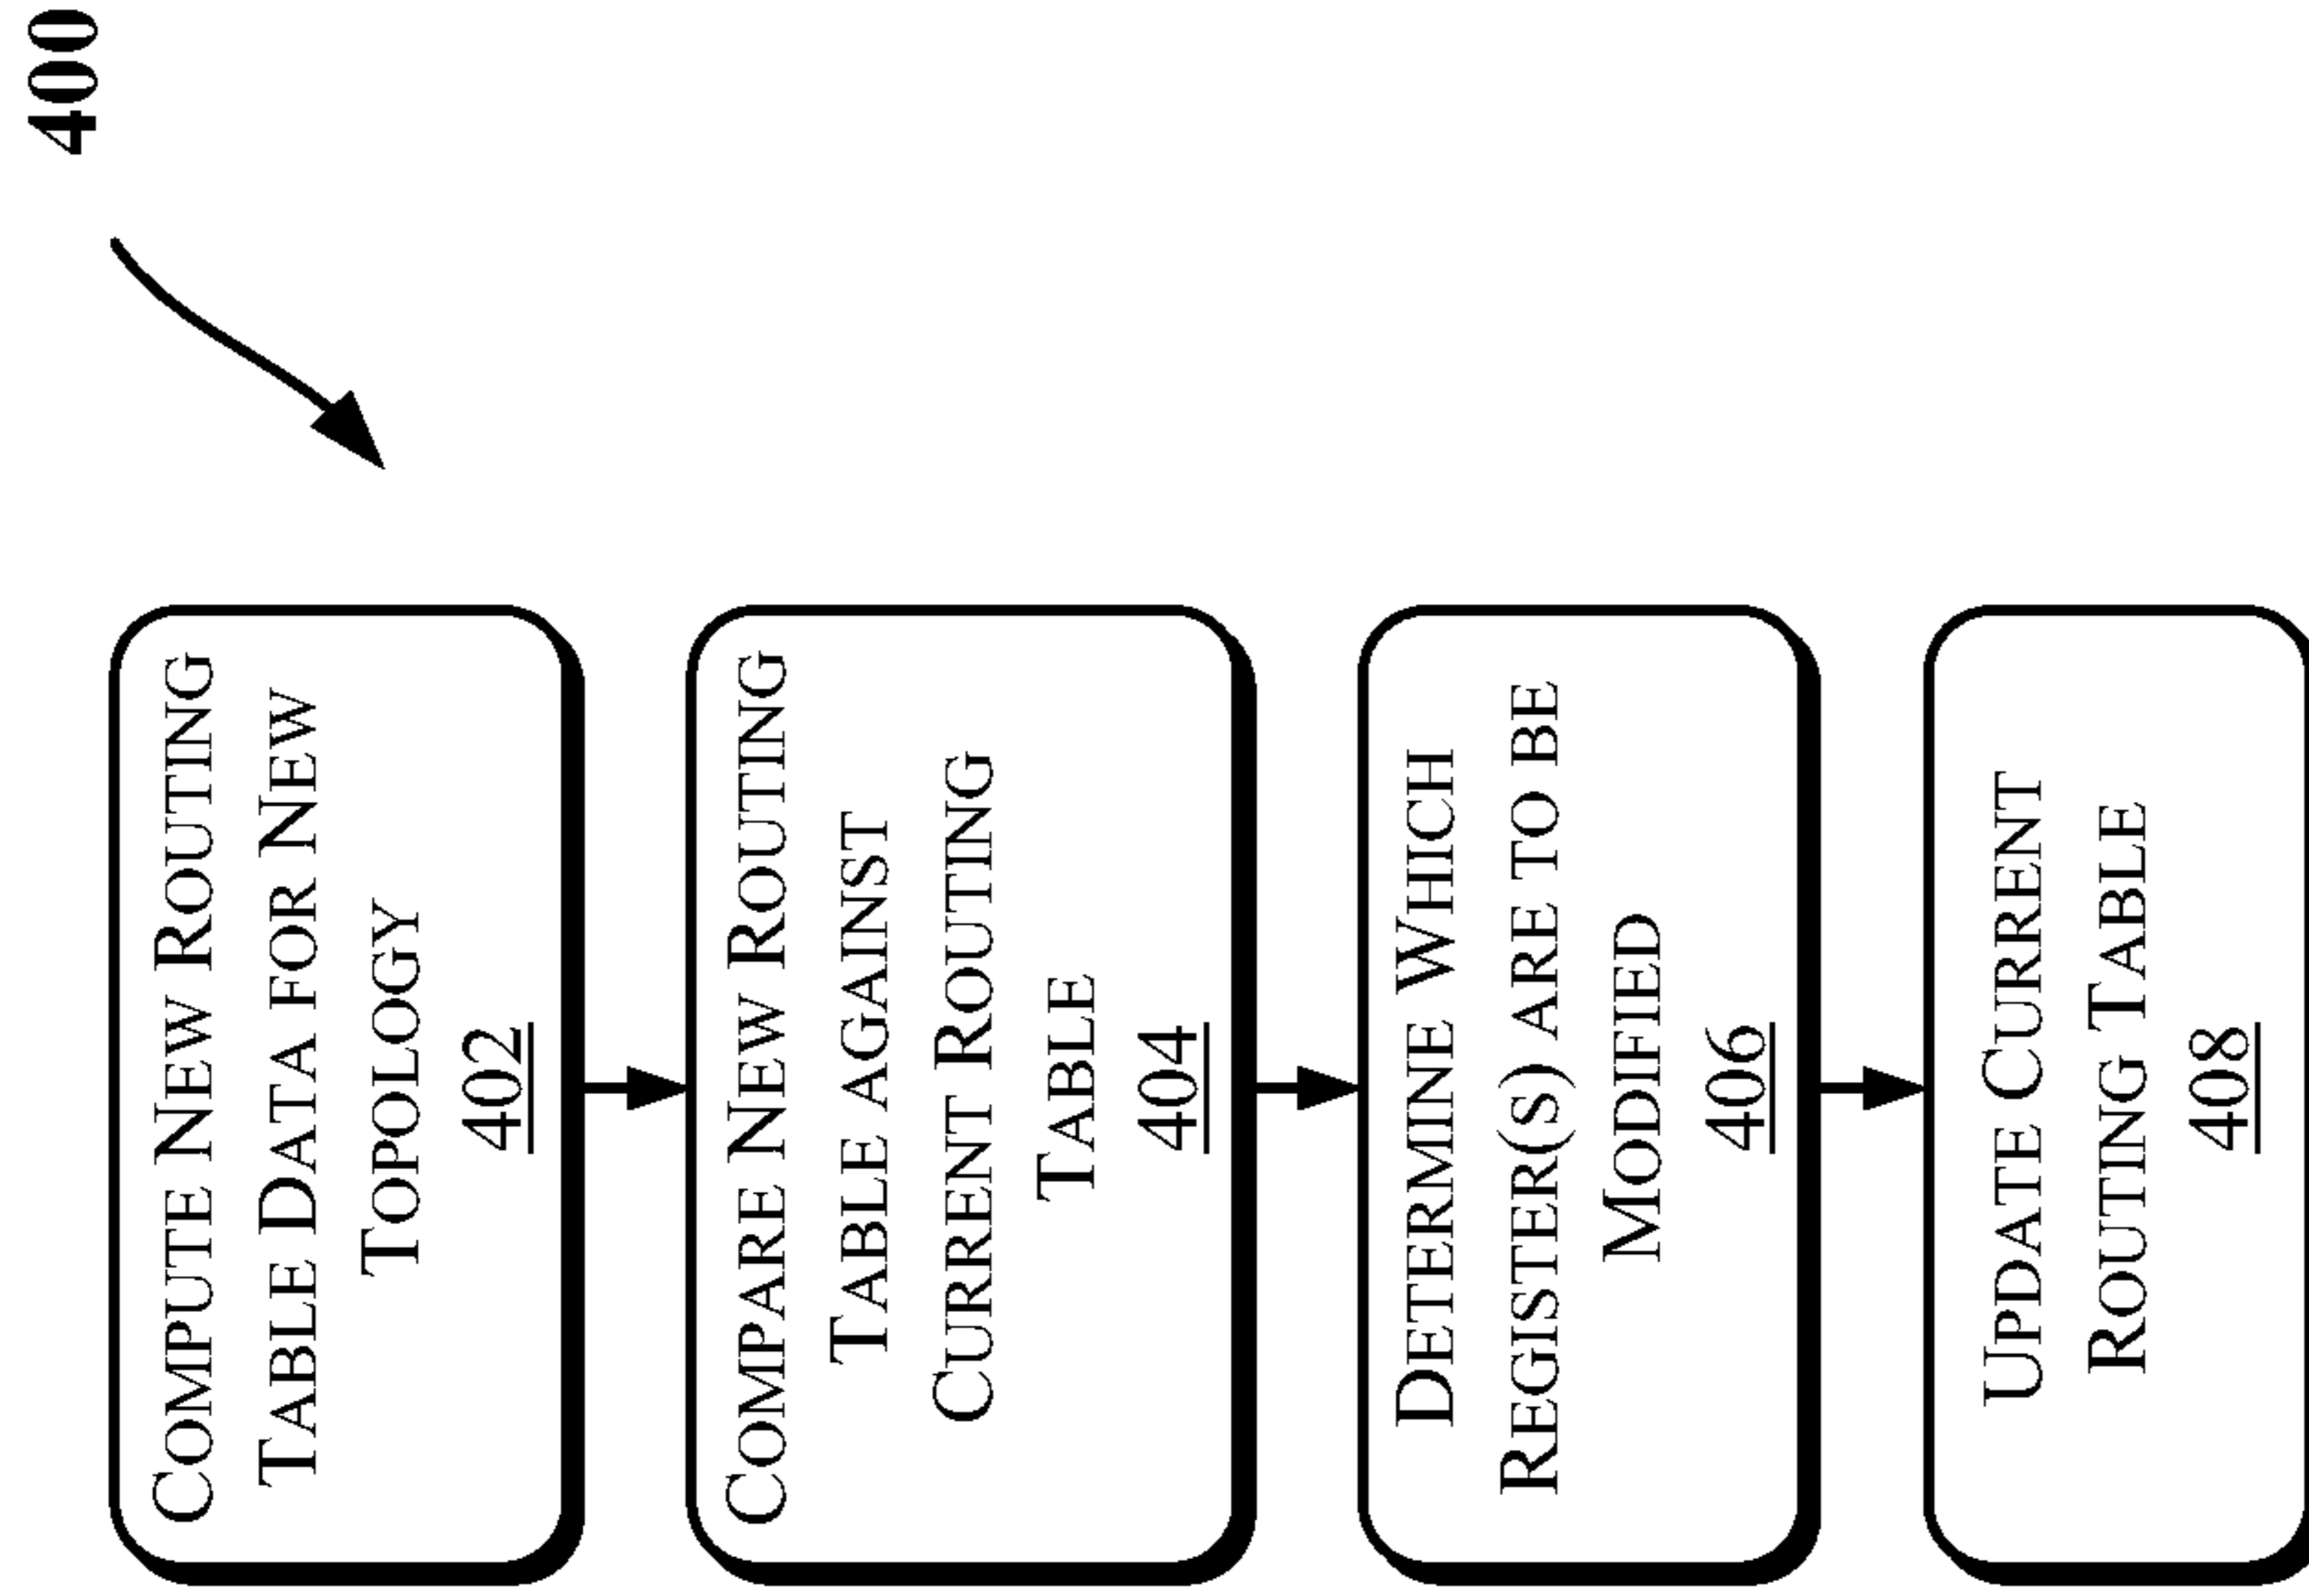 400
Compute New Routing
Table Data for New
Topology
402
Compare New Routing
Table against
Current Routing
Table
404
Determine Which
Register(s) are to be
Modified
406
Update Current
Routing Table
408